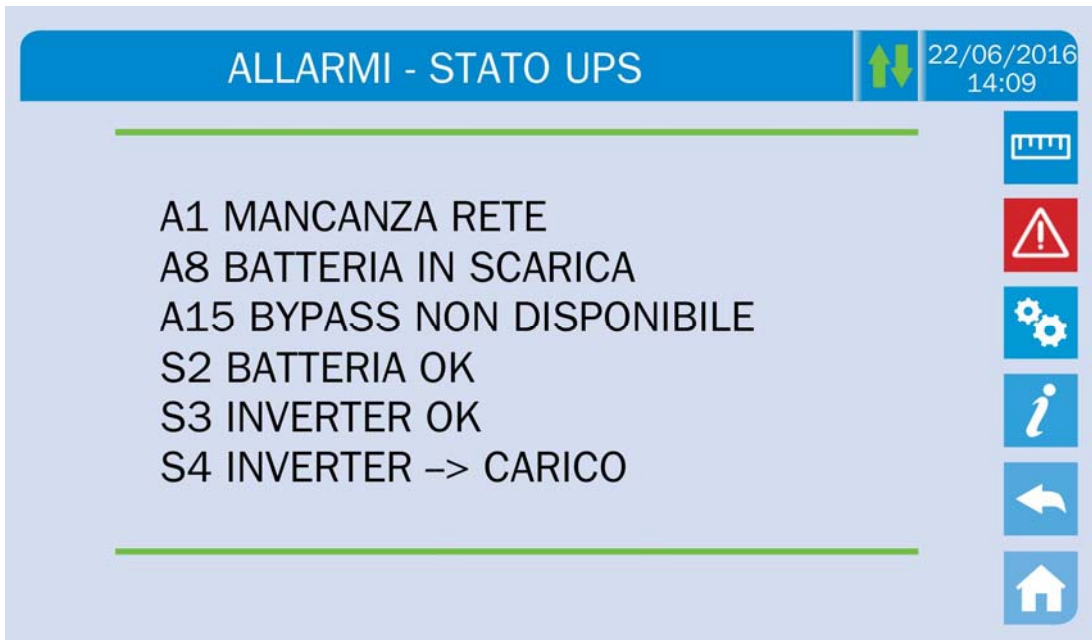 ALLARMI - STATO UPS
22/06/2016
14:09
A1 MANCANZA RETE
A8 BATTERIA IN SCARICA
A15 BYPASS NON DISPONIBILE
S2 BATTERIA OK
S3 INVERTER OK
S4 INVERTER –> CARICO
i